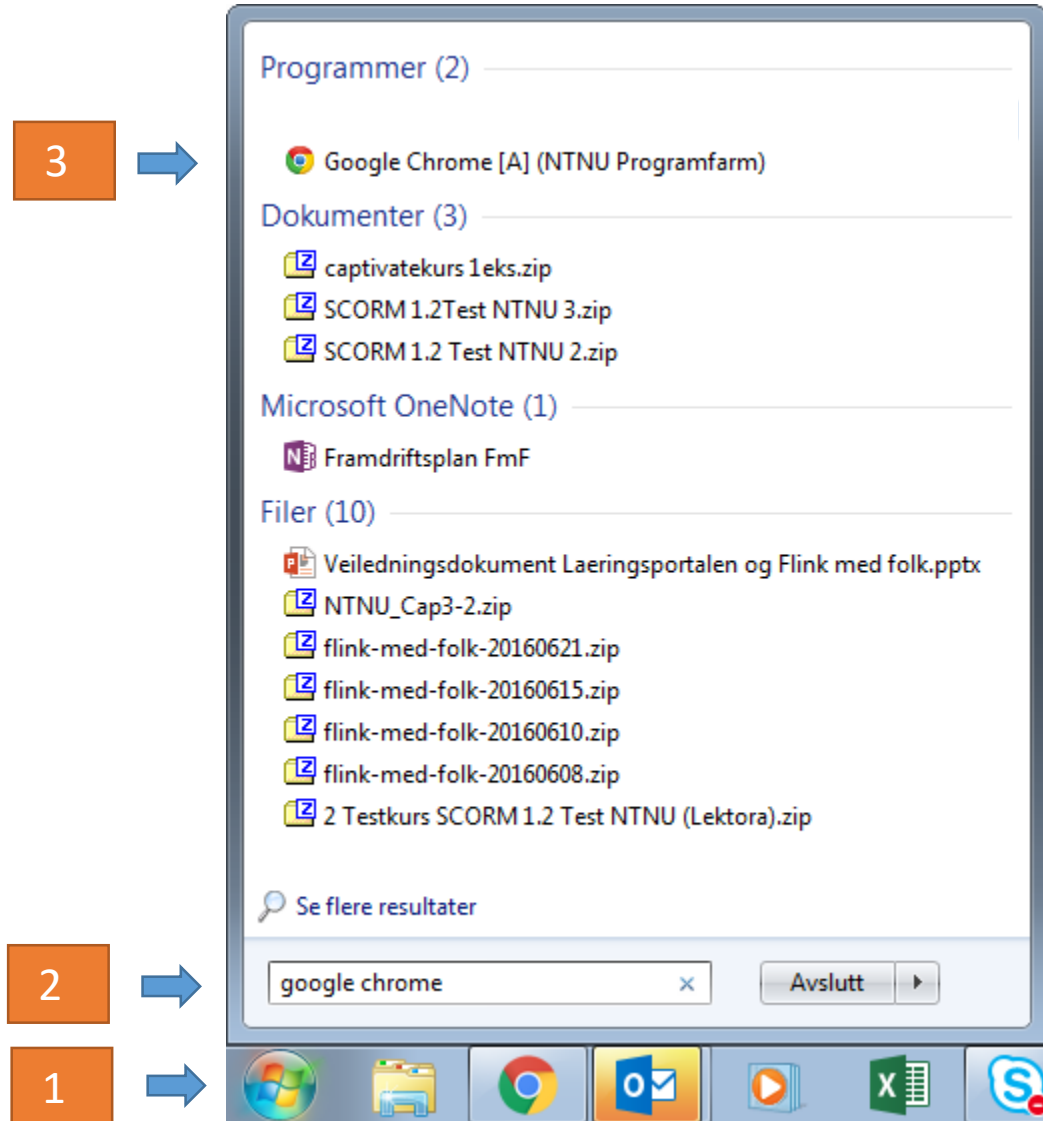 Programmer (2)
3
Google Chrome [A] (NTNU Programfarm)
Dokumenter (3)
captivatekurs 1eks.zip
SCORM 1.2Test NTNU 3.zip
SCORM 1.2 Test NTNU 2.zip
Microsoft OneNote (1)
Framdriftsplan FmF
Filer (10)
Veiledningsdokument Laeringsportalen og Flink med folk.pptx
NTNU_Cap3-2.zip
flink-med-folk-20160621.zip
flink-med-folk-20160615.zip
flink-med-folk-20160610.zip
flink-med-folk-20160608.zip
2 Testkurs SCORM 1.2 Test NTNU (Lektora).zip
Se flere resultater
2
google chrome
Avslutt
1